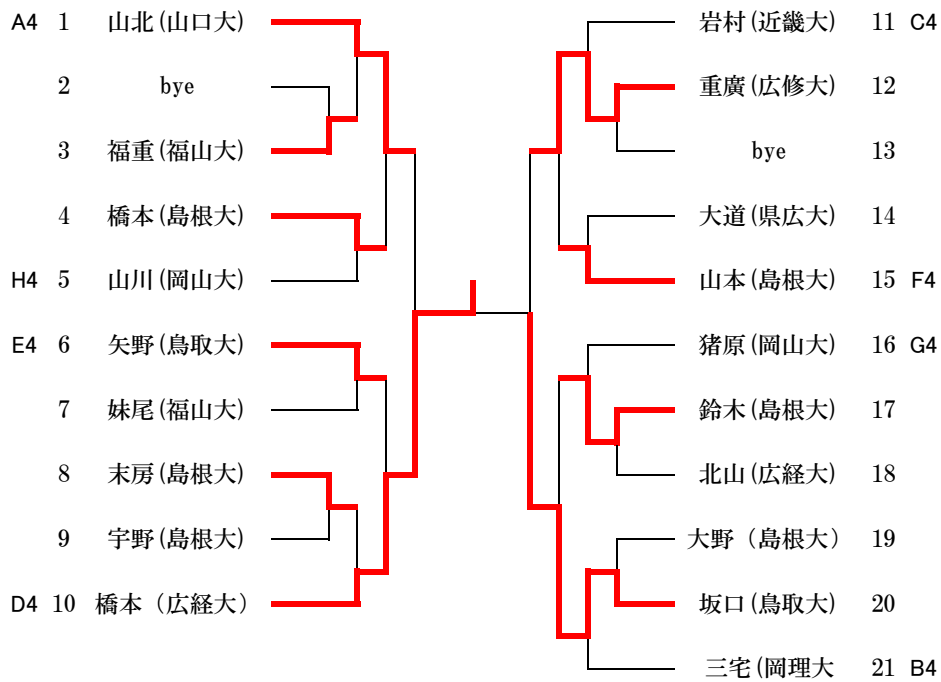 A4 1 山北(山口大)
2 bye
3 福重(福山大)
4 橋本(島根大)
H4 5 山川(岡山大)
E4 6 矢野(鳥取大)
7 妹尾(福山大)
8 末房(島根大)
9 宇野(島根大)
D4 10 橋本（広経大）
岩村(近畿大) 11 C4
重廣(広修大) 12
bye 13
大道(県広大) 14
山本(島根大) 15 F4
猪原(岡山大) 16 G4
鈴木(島根大) 17
北山(広経大) 18
大野（島根大） 19
坂口(鳥取大) 20
三宅(岡理大 21 B4